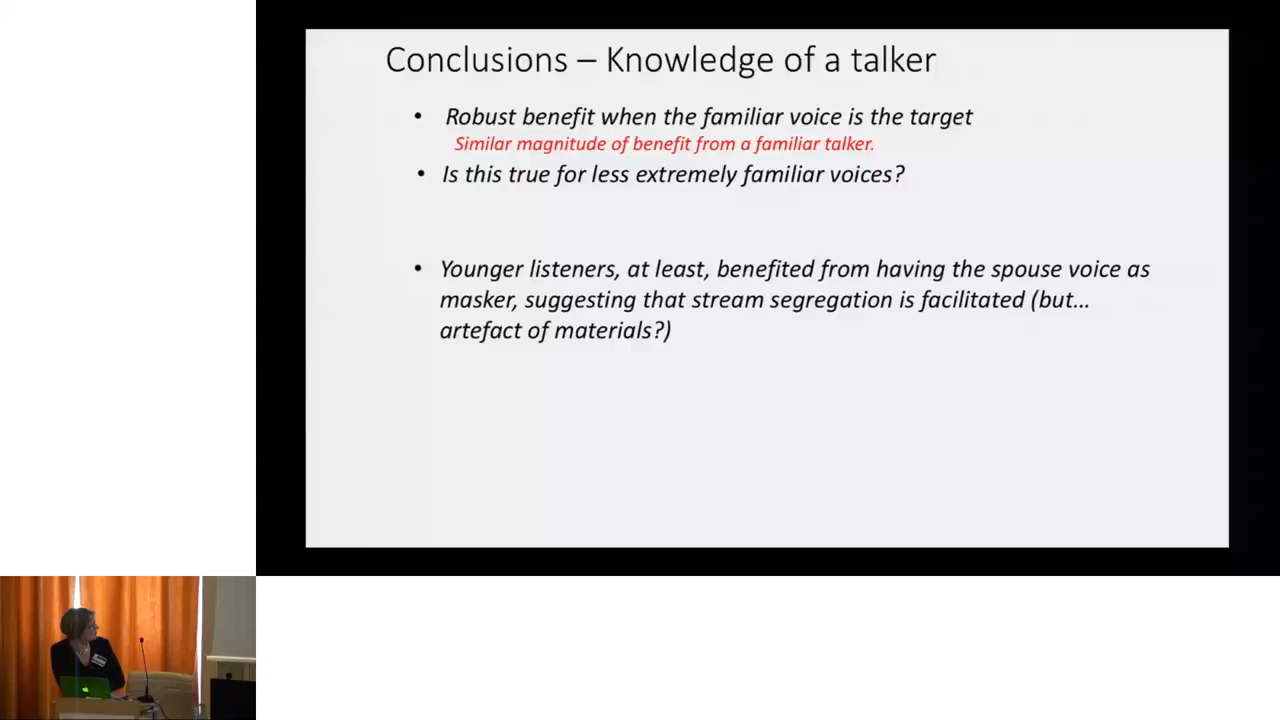 Conclusions – Knowledge of a talker
• Robust benefit when the familiar voice is the target
Similar magnitude of benefit from a familiar talker.
• Is this true for less extremely familiar voices?
• Younger listeners, at least, benefited from having the spouse voice as
masker, suggesting that stream segregation is facilitated (but…
artefact of materials?)